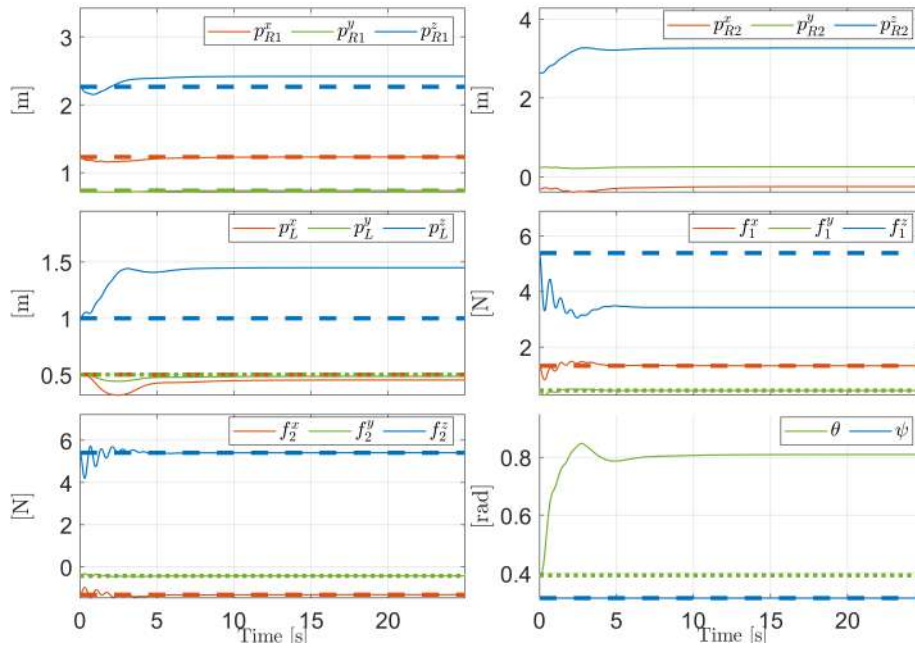 3
2
1
[m]
p_{R1}^x p_{R1}^y p_{R1}^z
4
2
0
[m]
p_{R2}^x p_{R2}^y p_{R2}^z
1.5
1
0.5
[m]
p_L^x p_L^y p_L^z
6
4
2
[N]
f_1^x f_1^y f_1^z
6
4
2
0
[N]
f_2^x f_2^y f_2^z
0 5 10 15 20
Time [s]
0.8
0.6
0.4
[rad]
θ ψ
0 5 10 15 20
Time [s]